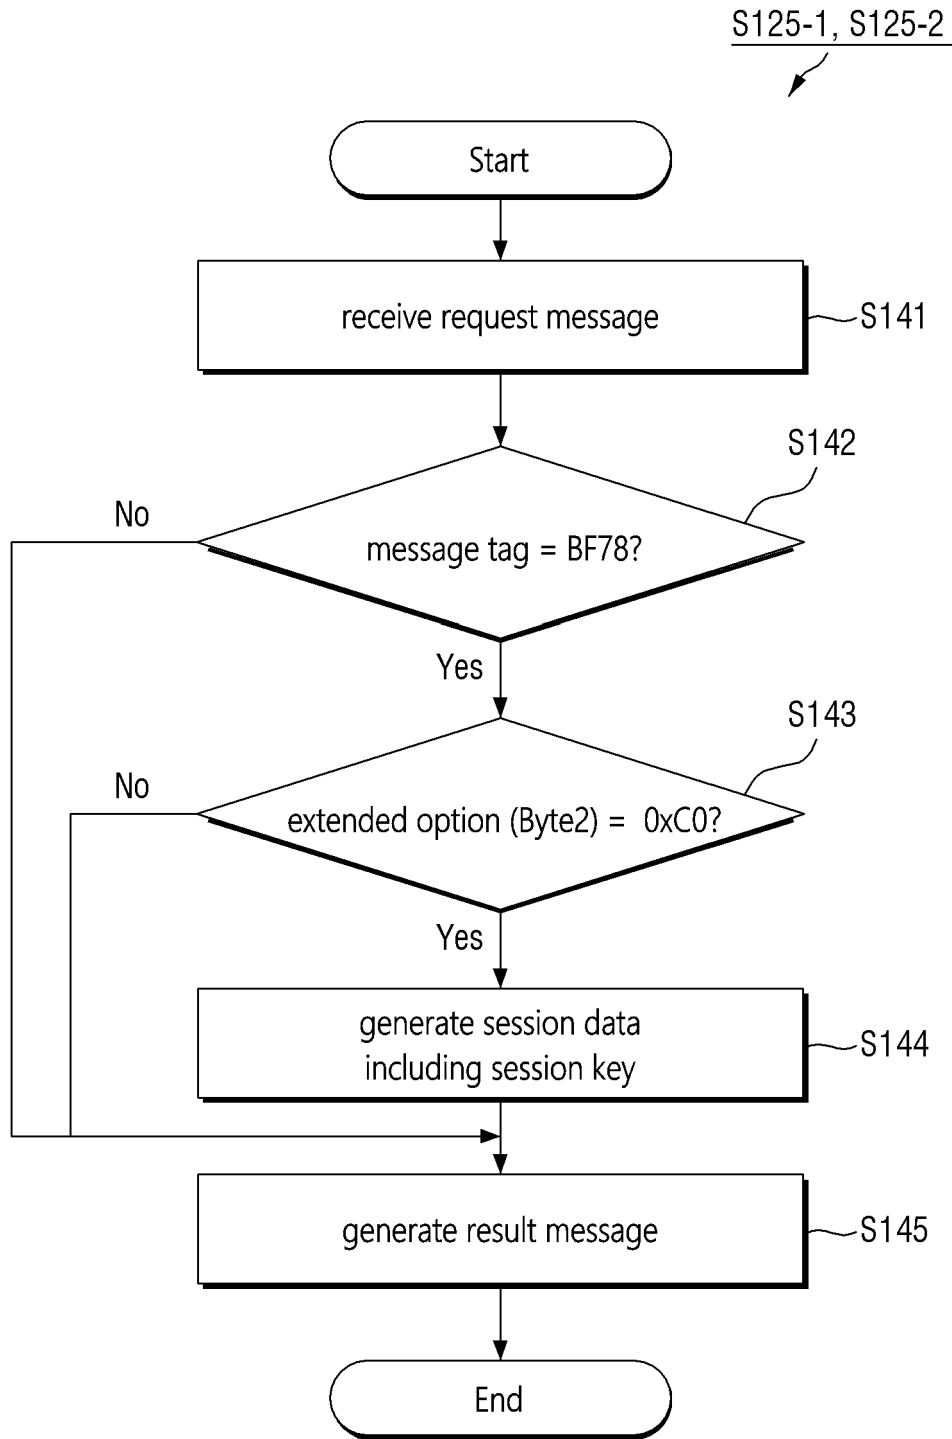 S125-1, S125-2
Start
receive request message
S141
S142
No
message tag = BF78?
Yes
S143
No
extended option (Byte2) = 0xC0?
Yes
generate session data
including session key
S144
generate result message
S145
End